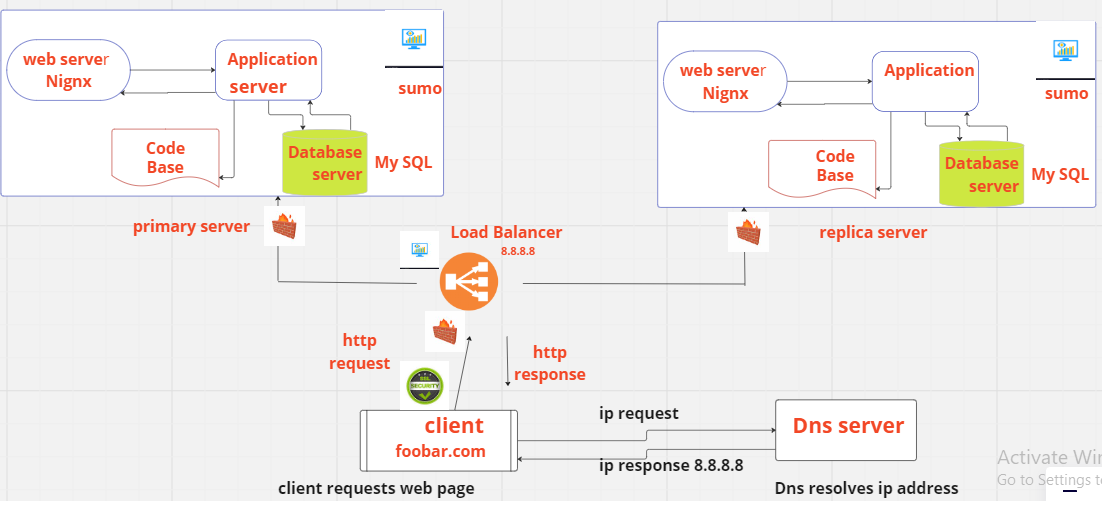 web server
Nignx
Application
server
sumo
Code
Base
Database
server
My SQL
primary server
web server
Nignx
Application
sumo
Code
Base
Database
server
My SQL
replica server
Load Balancer
8.8.8.8
http
request
http
response
SSL
SECURITY
client
foobar.com
client requests web page
ip request
ip response 8.8.8.8
Dns server
Dns resolves ip address
Activate Win
Go to Settings t